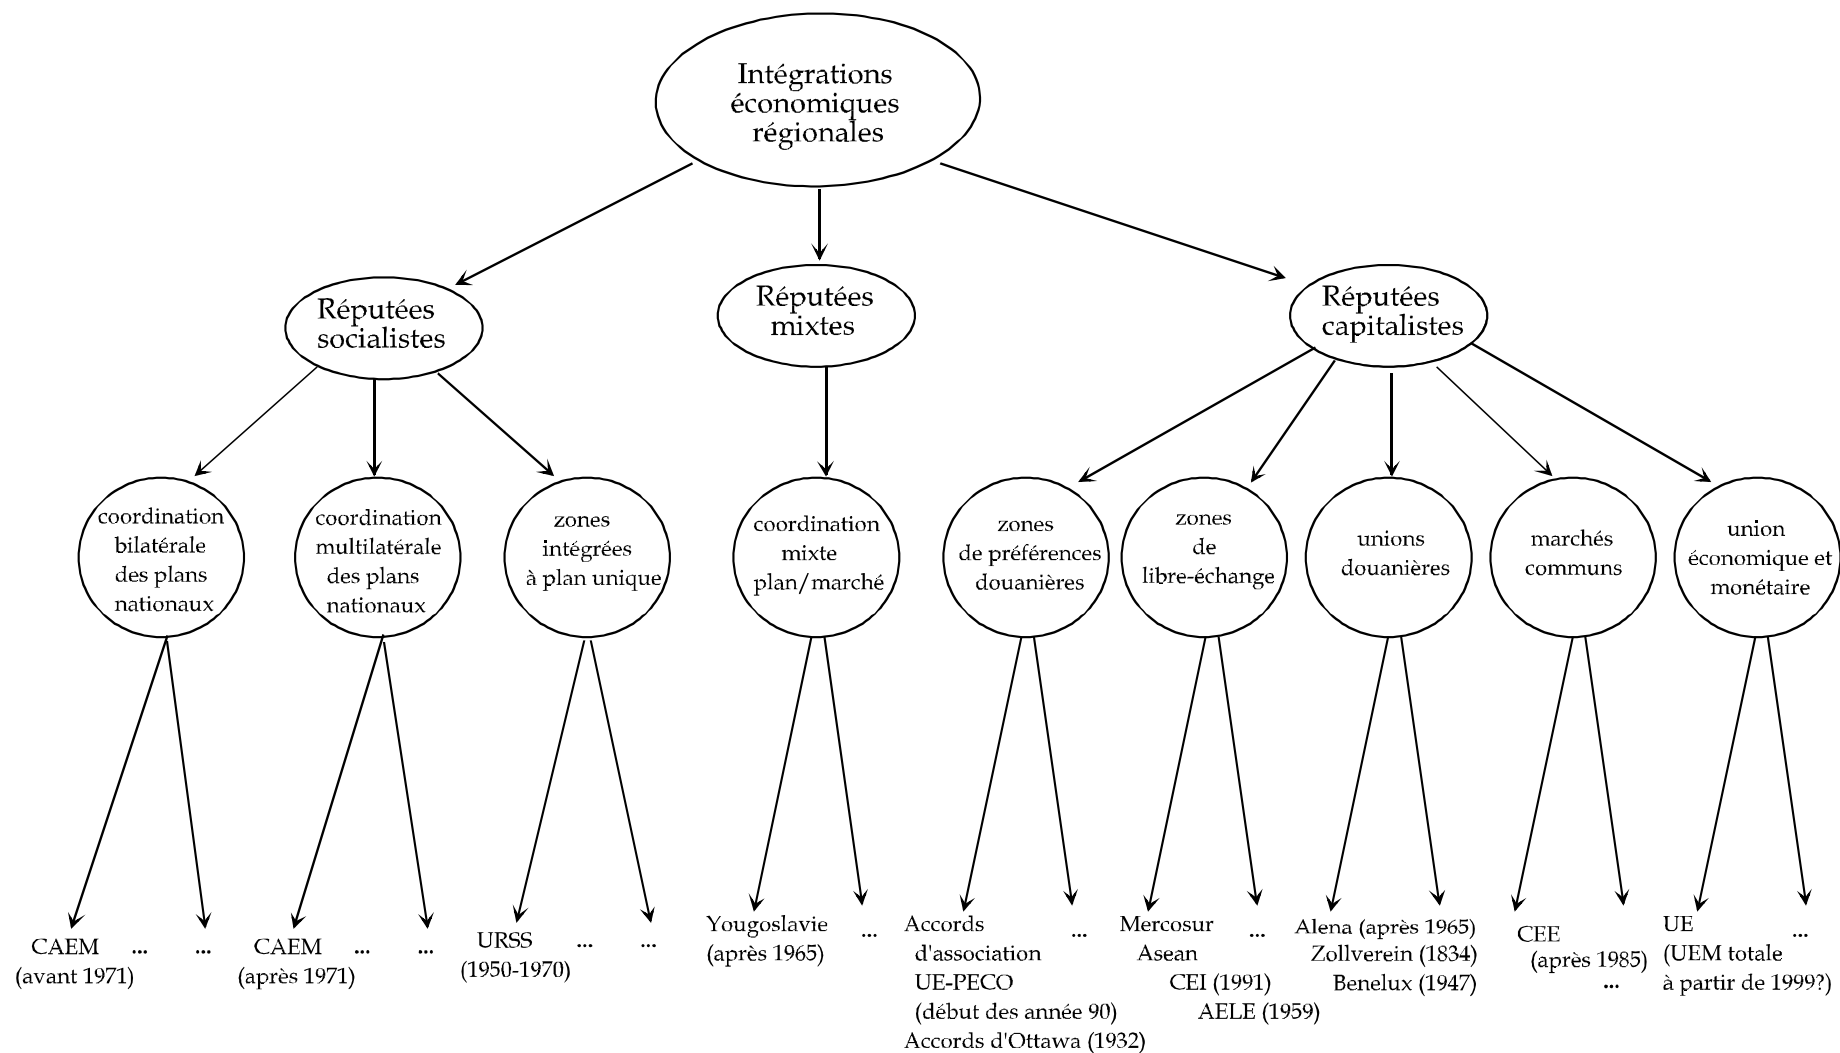 Intégrations
économiques
régionales
Réputées
socialistes
Réputées
mixtes
Réputées
capitalistes
coordination
bilatérale
des plans
nationaux
coordination
multilatérale
des plans
nationaux
zones
intégrées
à plan unique
coordination
mixte
plan/marché
zones
de préférences
douanières
zones
de
libre-échange
unions
douanières
marchés
communs
union
économique et
monétaire
CAEM ... ...
(avant 1971)
CAEM ... ...
(après 1971)
URSS ... ...
(1950-1970)
Yougoslavie ...
(après 1965)
Accords ...
d'association
UE-PECO
(début des année 90)
Accords d'Ottawa (1932)
Mercosur ...
Asean
CEI (1991)
AELE (1959)
Alena (après 1965)
Zollverein (1834)
Benelux (1947)
CEE
(après 1985)
...
UE ...
(UEM totale
à partir de 1999?)